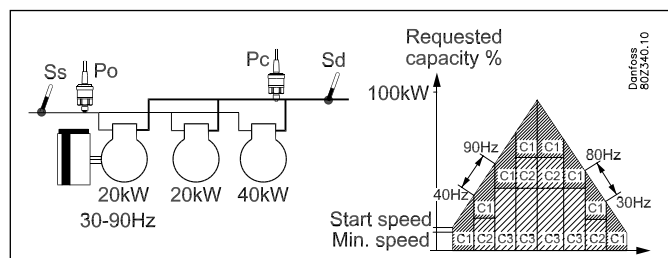 Ss
Po
Pc
Sd
20kW
20kW
40kW
30-90Hz
Requested
capacity %
100kW
90Hz
40Hz
80Hz
30Hz
Start speed
Min. speed
C1
C1
C1
C2
C2
C1
C1
C1
C1
C2
C3
C3
C3
C3
C2
C1
Danfoss
80Z340.10